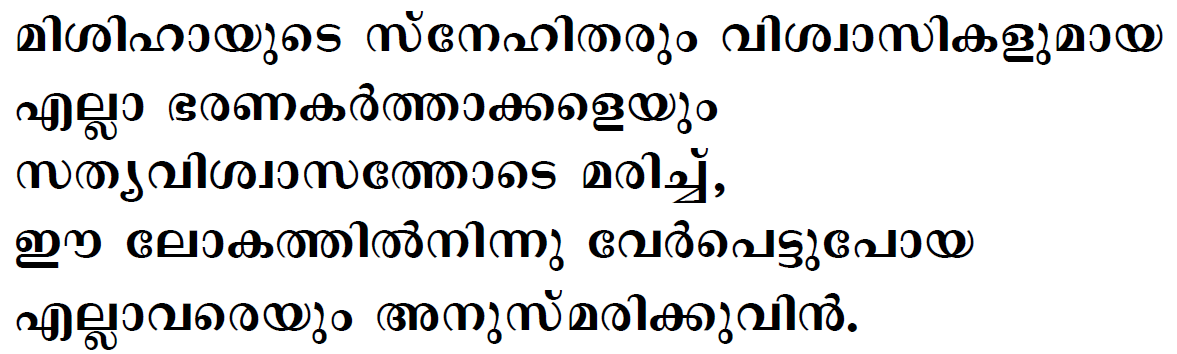 മിശിഹായുടെ സ്നേഹിതരും വിശ്വാസികളുമായ
എല്ലാ ഭരണകർത്താക്കളെയും
സത്യവിശ്വാസത്തോടെ മരിച്ച്,
ഈ ലോകത്തിൽനിന്നു വേർപെട്ടുപോയ
എല്ലാവരെയും അനുസ്മരിക്കുവിൻ.